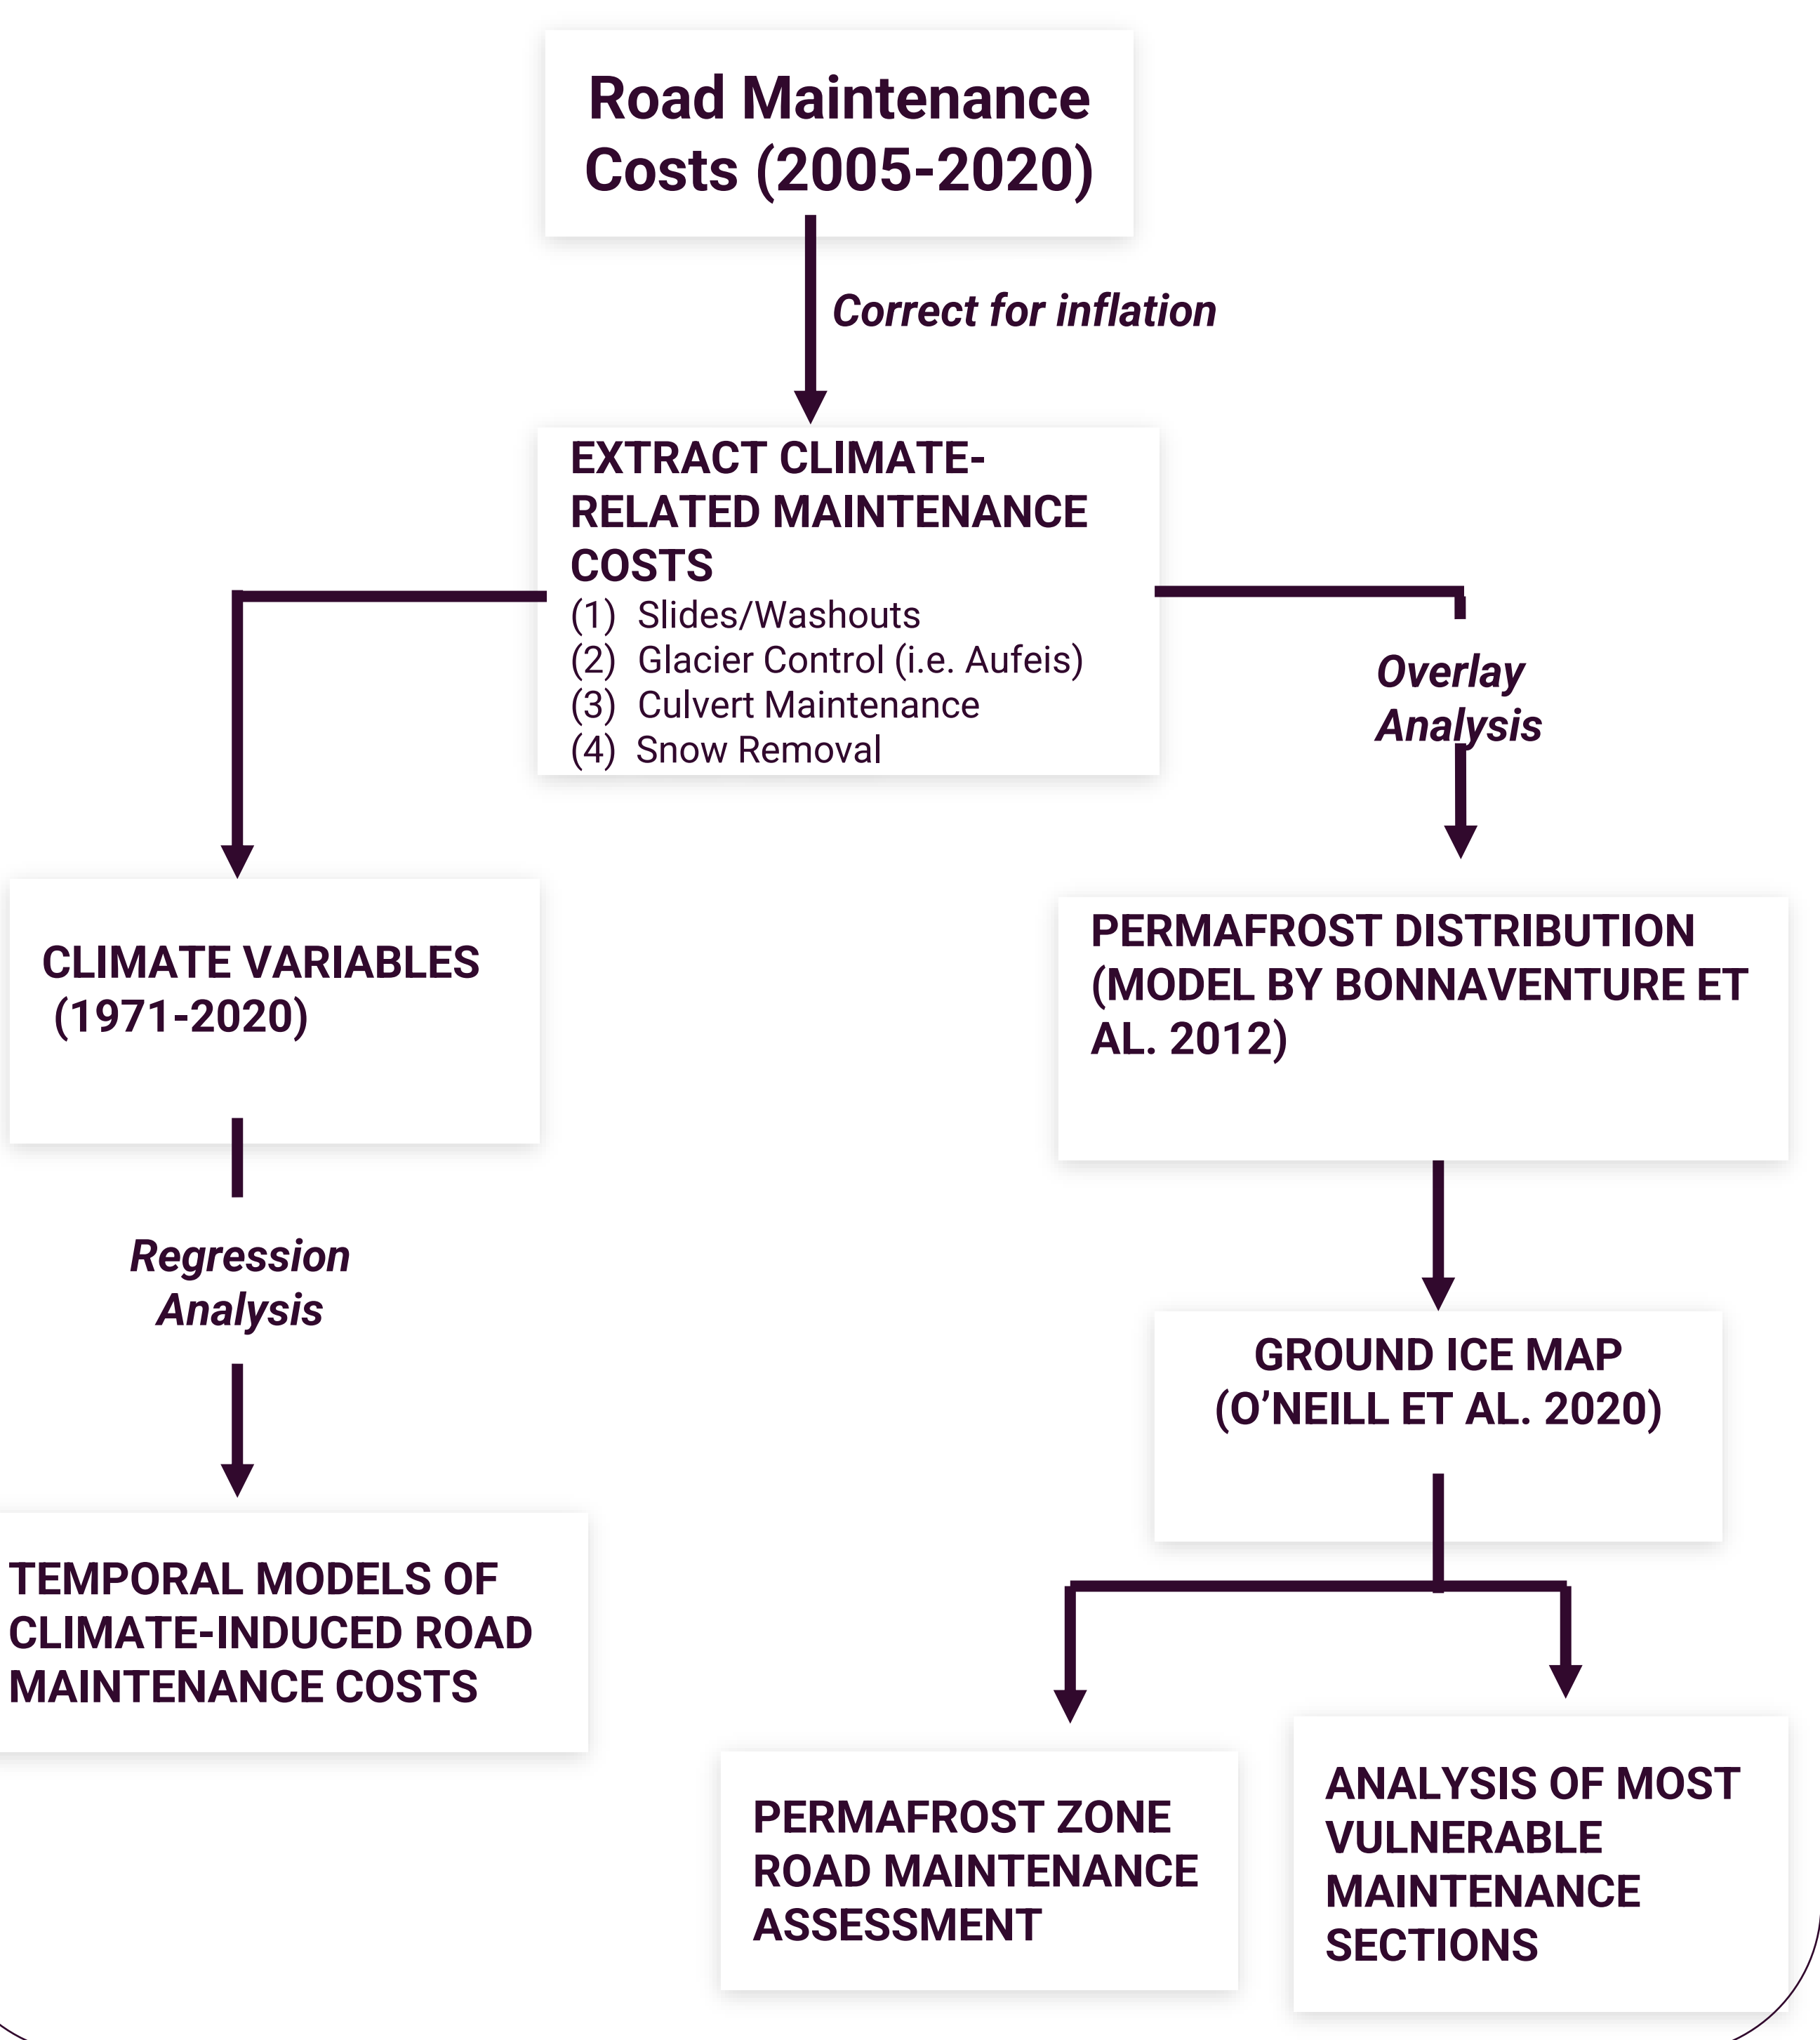 Road Maintenance
Costs (2005-2020)
Correct for inflation
EXTRACT CLIMATE-
RELATED MAINTENANCE
COSTS
(1) Slides/Washouts
(2) Glacier Control (i.e. Aufeis)
(3) Culvert Maintenance
(4) Snow Removal
Overlay
Analysis
CLIMATE VARIABLES
(1971-2020)
Regression
Analysis
TEMPORAL MODELS OF
CLIMATE-INDUCED ROAD
MAINTENANCE COSTS
PERMAFROST DISTRIBUTION
(MODEL BY BONNAVENTURE ET
AL. 2012)
GROUND ICE MAP
(O’NEILL ET AL. 2020)
PERMAFROST ZONE
ROAD MAINTENANCE
ASSESSMENT
ANALYSIS OF MOST
VULNERABLE
MAINTENANCE
SECTIONS